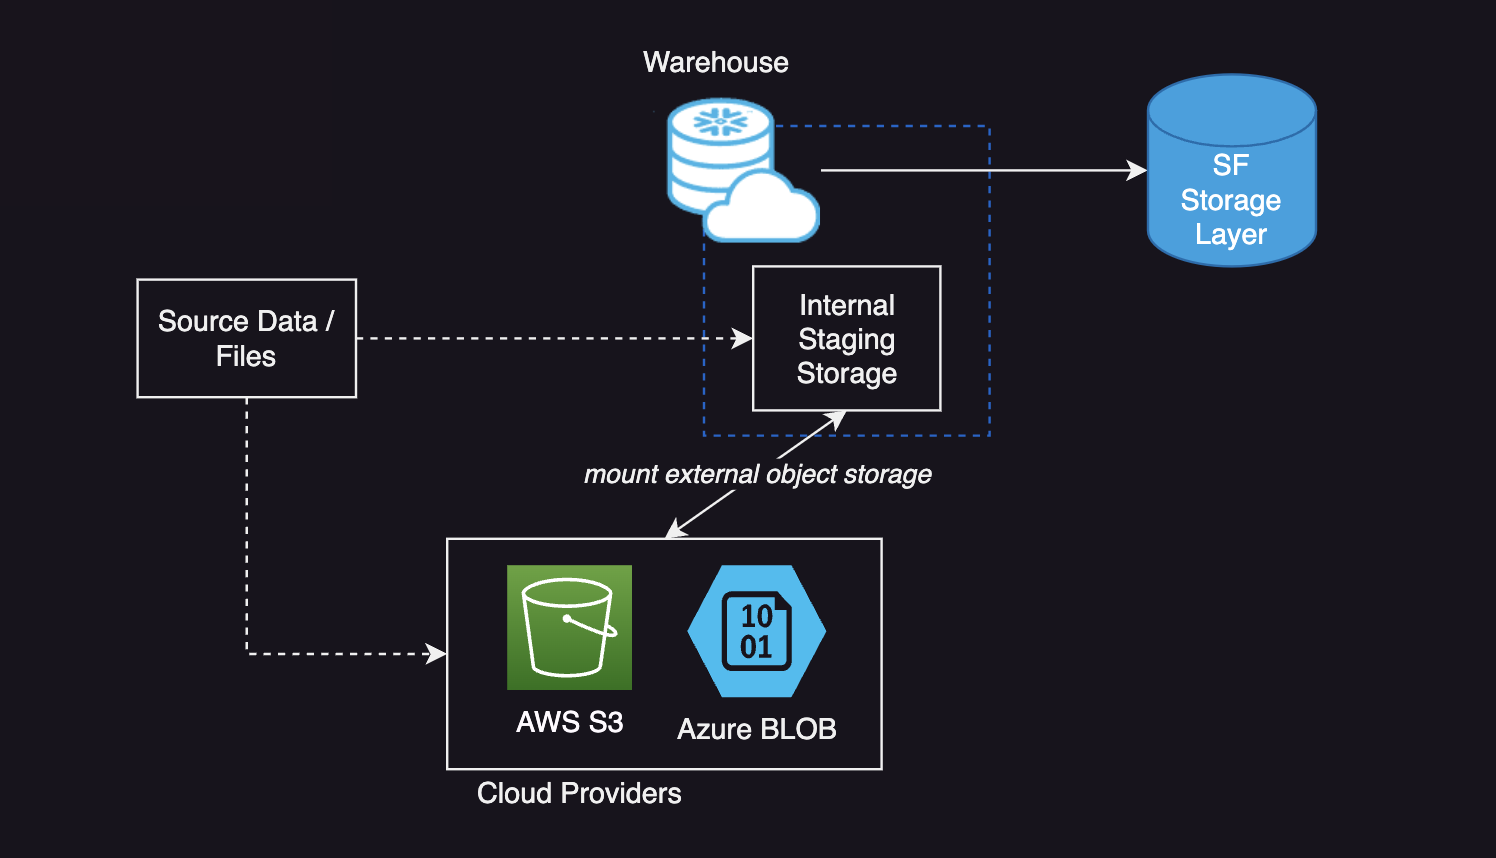 Warehouse
SF
Storage
Layer
Source Data /
Files
Internal
Staging
Storage
mount external object storage
10
01
AWS S3
Azure BLOB
Cloud Providers